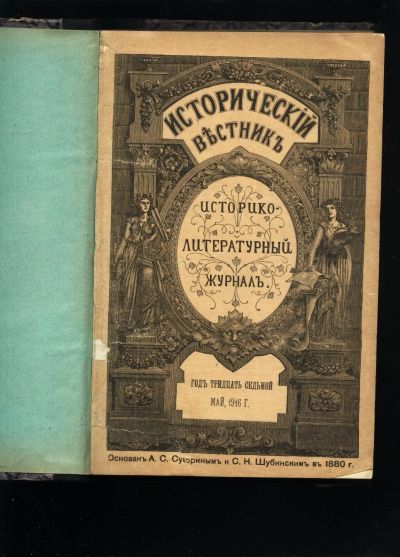 ИСТОРИЧЕСКІЙ
ВѢСТНИКЪ
ИСТОРИКО-
ЛИТЕРАТУРНЫЙ
ЖУРНАЛЪ.
ГОДЪ ТРИДЦАТЬ СЕДЬМОЙ
МАЙ, 1916 Г.
Основанъ А. С. Суворинымъ и С. Н. Шубинскимъ въ 1880 г.